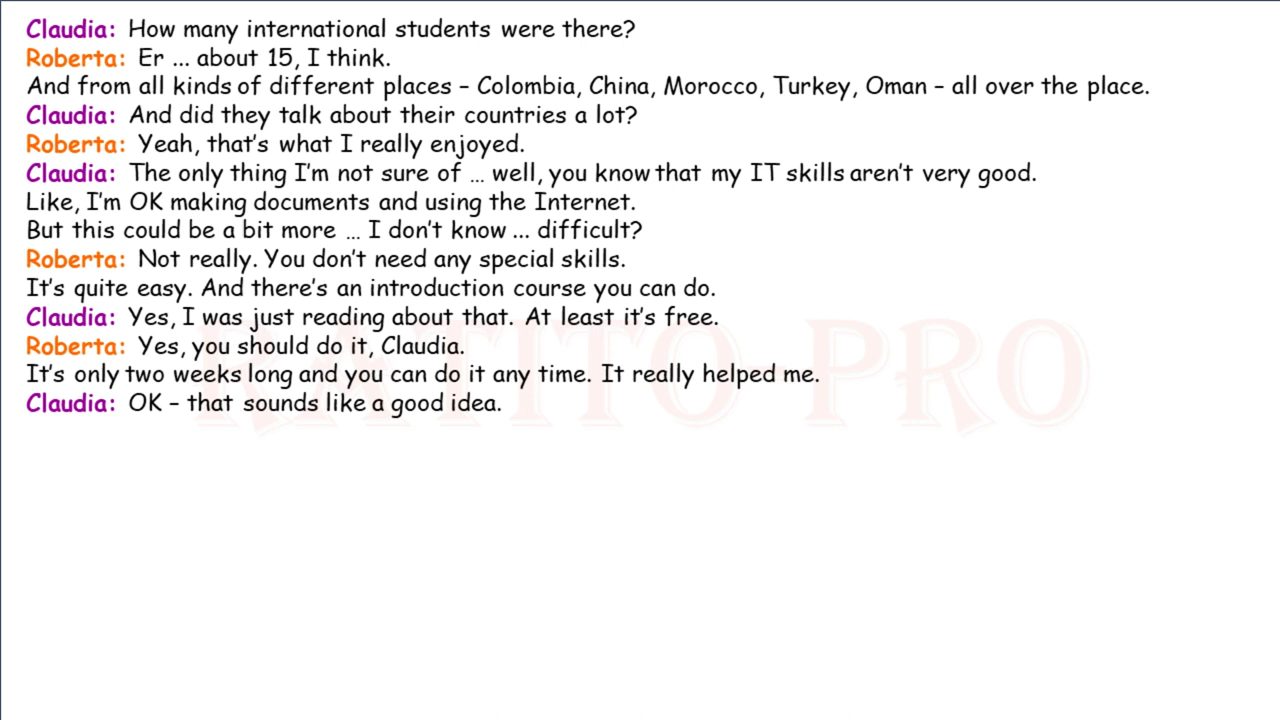 Claudia: How many international students were there?
Roberta: Er ... about 15, I think.
And from all kinds of different places – Colombia, China, Morocco, Turkey, Oman – all over the place.
Claudia: And did they talk about their countries a lot?
Roberta: Yeah, that's what I really enjoyed.
Claudia: The only thing I'm not sure of … well, you know that my IT skills aren't very good.
Like, I'm OK making documents and using the Internet.
But this could be a bit more … I don't know ... difficult?
Roberta: Not really. You don't need any special skills.
It's quite easy. And there's an introduction course you can do.
Claudia: Yes, I was just reading about that. At least it's free.
Roberta: Yes, you should do it, Claudia.
It's only two weeks long and you can do it any time. It really helped me.
Claudia: OK – that sounds like a good idea.
RATITO-PRO